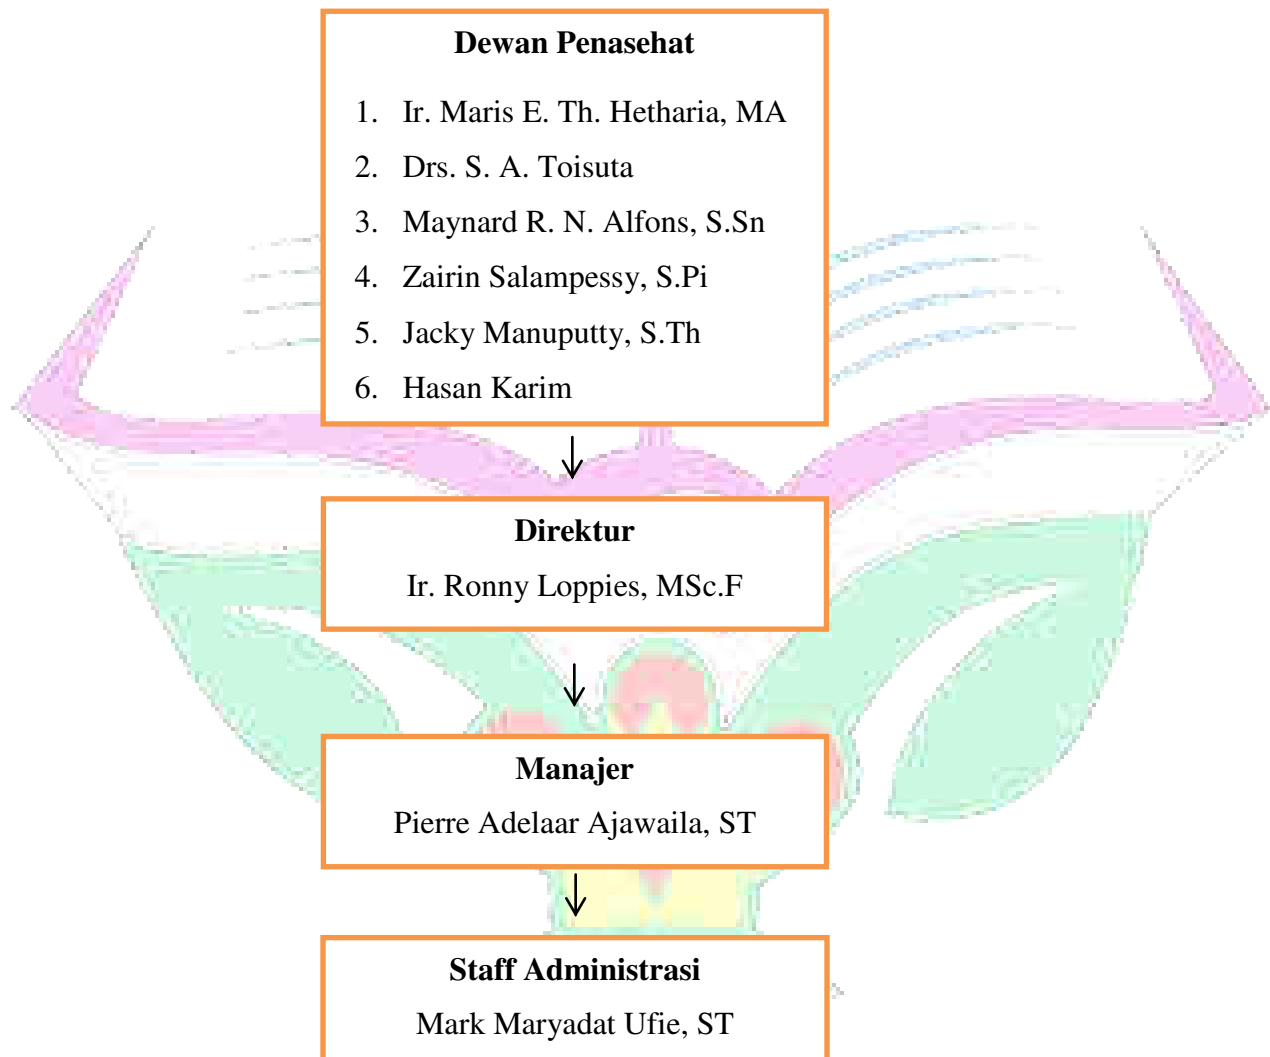 Dewan Penasehat
1. Ir. Maris E. Th. Hetharia, MA
2. Drs. S. A. Toisuta
3. Maynard R. N. Alfons, S.Sn
4. Zairin Salampessy, S.Pi
5. Jacky Manuputty, S.Th
6. Hasan Karim
Direktur
Ir. Ronny Loppies, MSc.F
Manajer
Pierre Adelaar Ajawaila, ST
Staff Administrasi
Mark Maryadat Ufie, ST